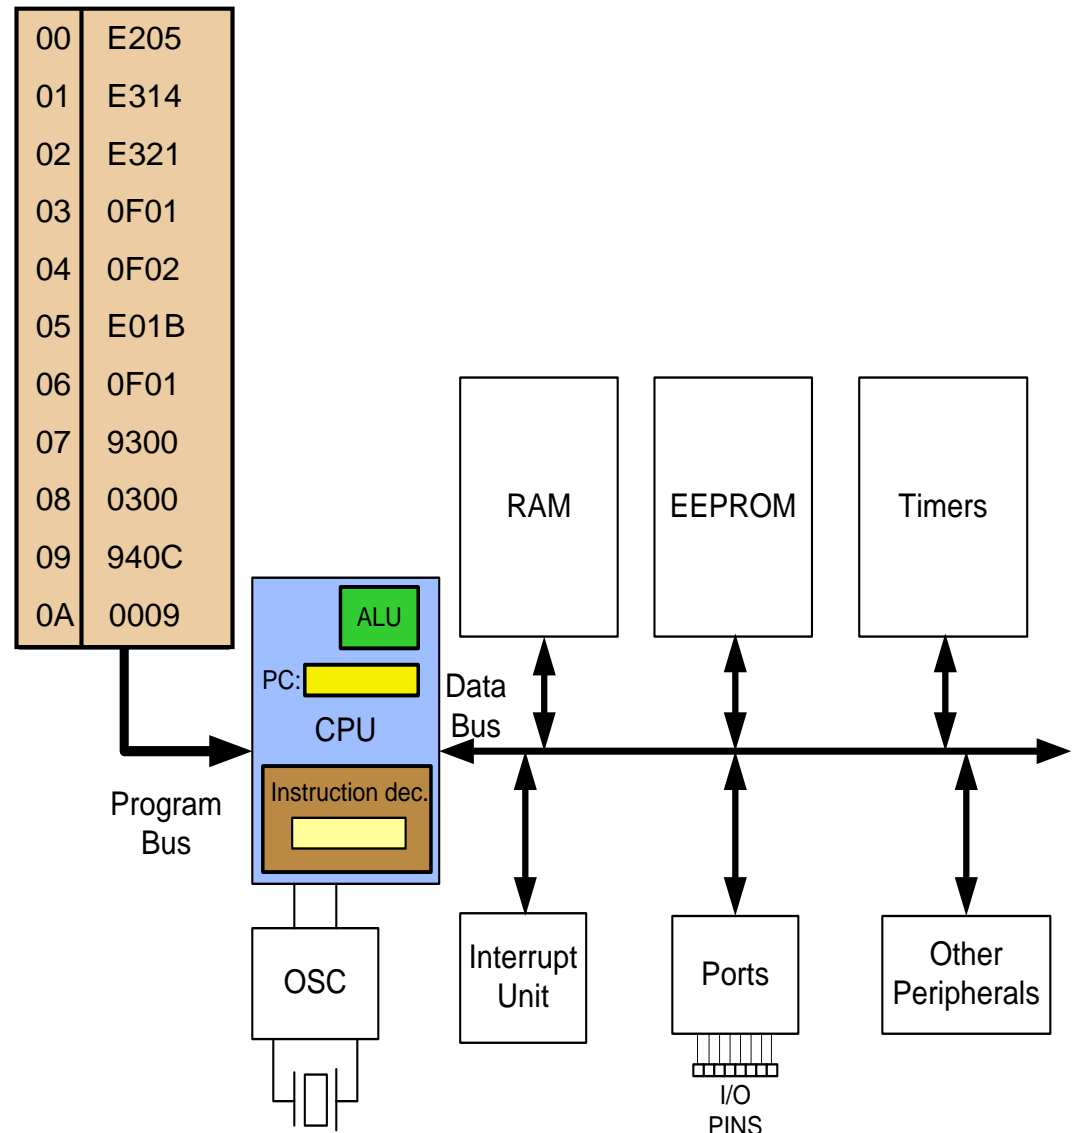 00 E205
01 E314
02 E321
03 0F01
04 0F02
05 E01B
06 0F01
07 9300
08 0300
09 940C
0A 0009
RAM
EEPROM
Timers
ALU
PC:
CPU
Instruction dec.
Data
Bus
Program
Bus
OSC
Interrupt
Unit
Ports
Other
Peripherals
I/O
PINS